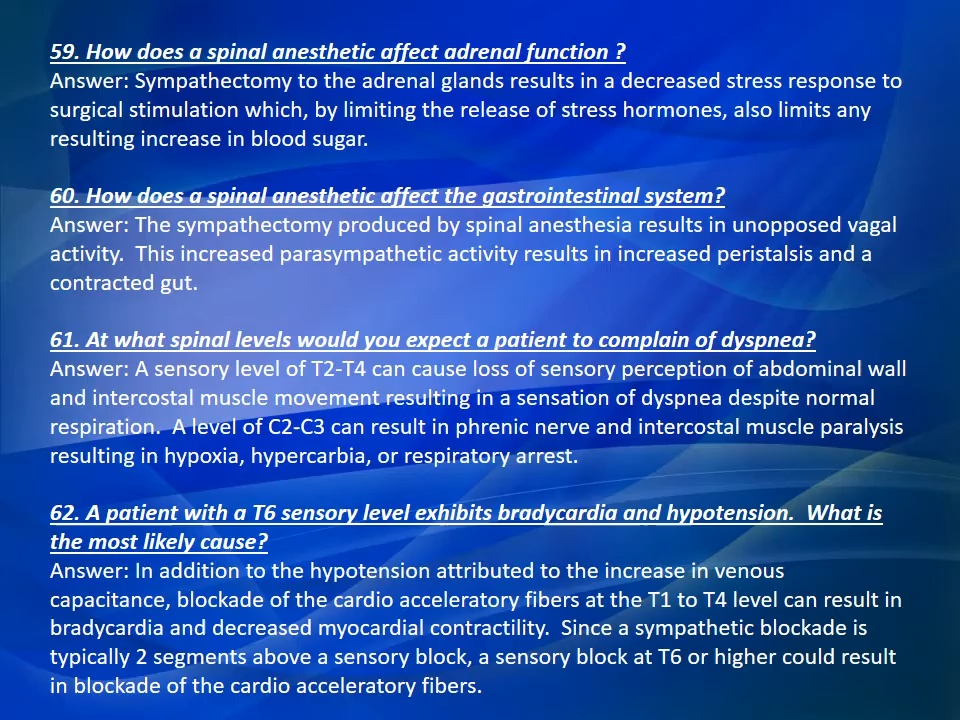 59. How does a spinal anesthetic affect adrenal function ?
Answer: Sympathectomy to the adrenal glands results in a decreased stress response to
surgical stimulation which, by limiting the release of stress hormones, also limits any
resulting increase in blood sugar.
60. How does a spinal anesthetic affect the gastrointestinal system?
Answer: The sympathectomy produced by spinal anesthesia results in unopposed vagal
activity.  This increased parasympathetic activity results in increased peristalsis and a
contracted gut.
61. At what spinal levels would you expect a patient to complain of dyspnea?
Answer: A sensory level of T2-T4 can cause loss of sensory perception of abdominal wall
and intercostal muscle movement resulting in a sensation of dyspnea despite normal
respiration.  A level of C2-C3 can result in phrenic nerve and intercostal muscle paralysis
resulting in hypoxia, hypercarbia, or respiratory arrest.
62. A patient with a T6 sensory level exhibits bradycardia and hypotension.  What is
the most likely cause?
Answer: In addition to the hypotension attributed to the increase in venous
capacitance, blockade of the cardio acceleratory fibers at the T1 to T4 level can result in
bradycardia and decreased myocardial contractility.  Since a sympathetic blockade is
typically 2 segments above a sensory block, a sensory block at T6 or higher could result
in blockade of the cardio acceleratory fibers.